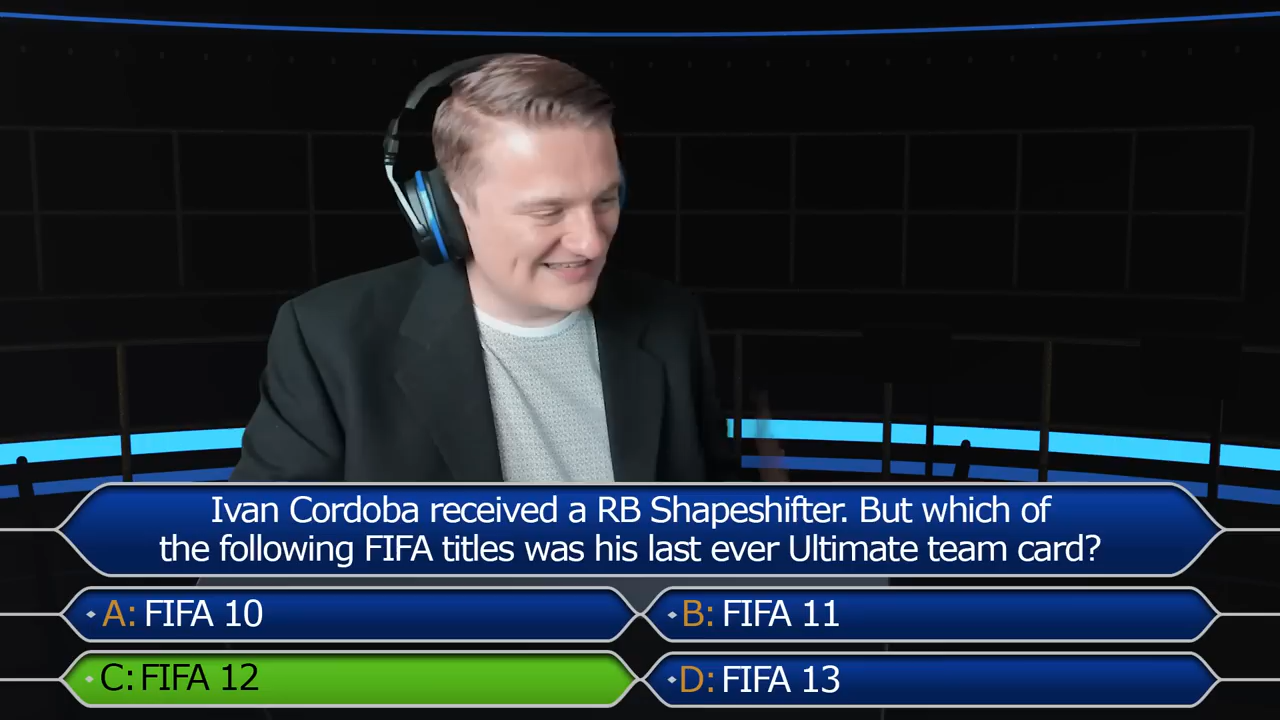 Ivan Cordoba received a RB Shapeshifter. But which of
the following FIFA titles was his last ever Ultimate team card?
A: FIFA 10
B: FIFA 11
C: FIFA 12
D: FIFA 13